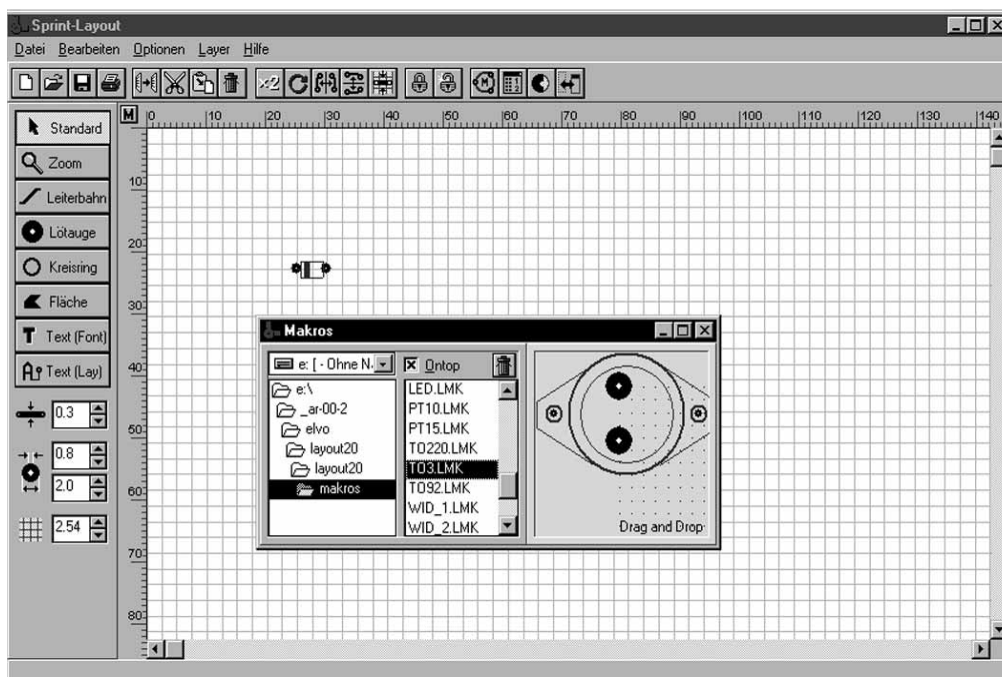 Sprint-Layout
Datei Bearbeiten Optionen Layer Hilfe
×2
M 0 10 20 30 40 50 60 70 80 90 100 110 120 130 140
Standard
Zoom
Leiterbahn
Lötauge
Kreisring
Fläche
T Text (Font)
Text (Lay)
0.3
0.8
2.0
2.54
10
20
30
40
50
60
70
80
Makros
e: [ - Ohne N.
Ontop
e:\
_ar-00-2
elvo
layout20
layout20
makros
LED.LMK
PT10.LMK
PT15.LMK
TO220.LMK
TO3.LMK
TO92.LMK
WID_1.LMK
WID_2.LMK
Drag and Drop